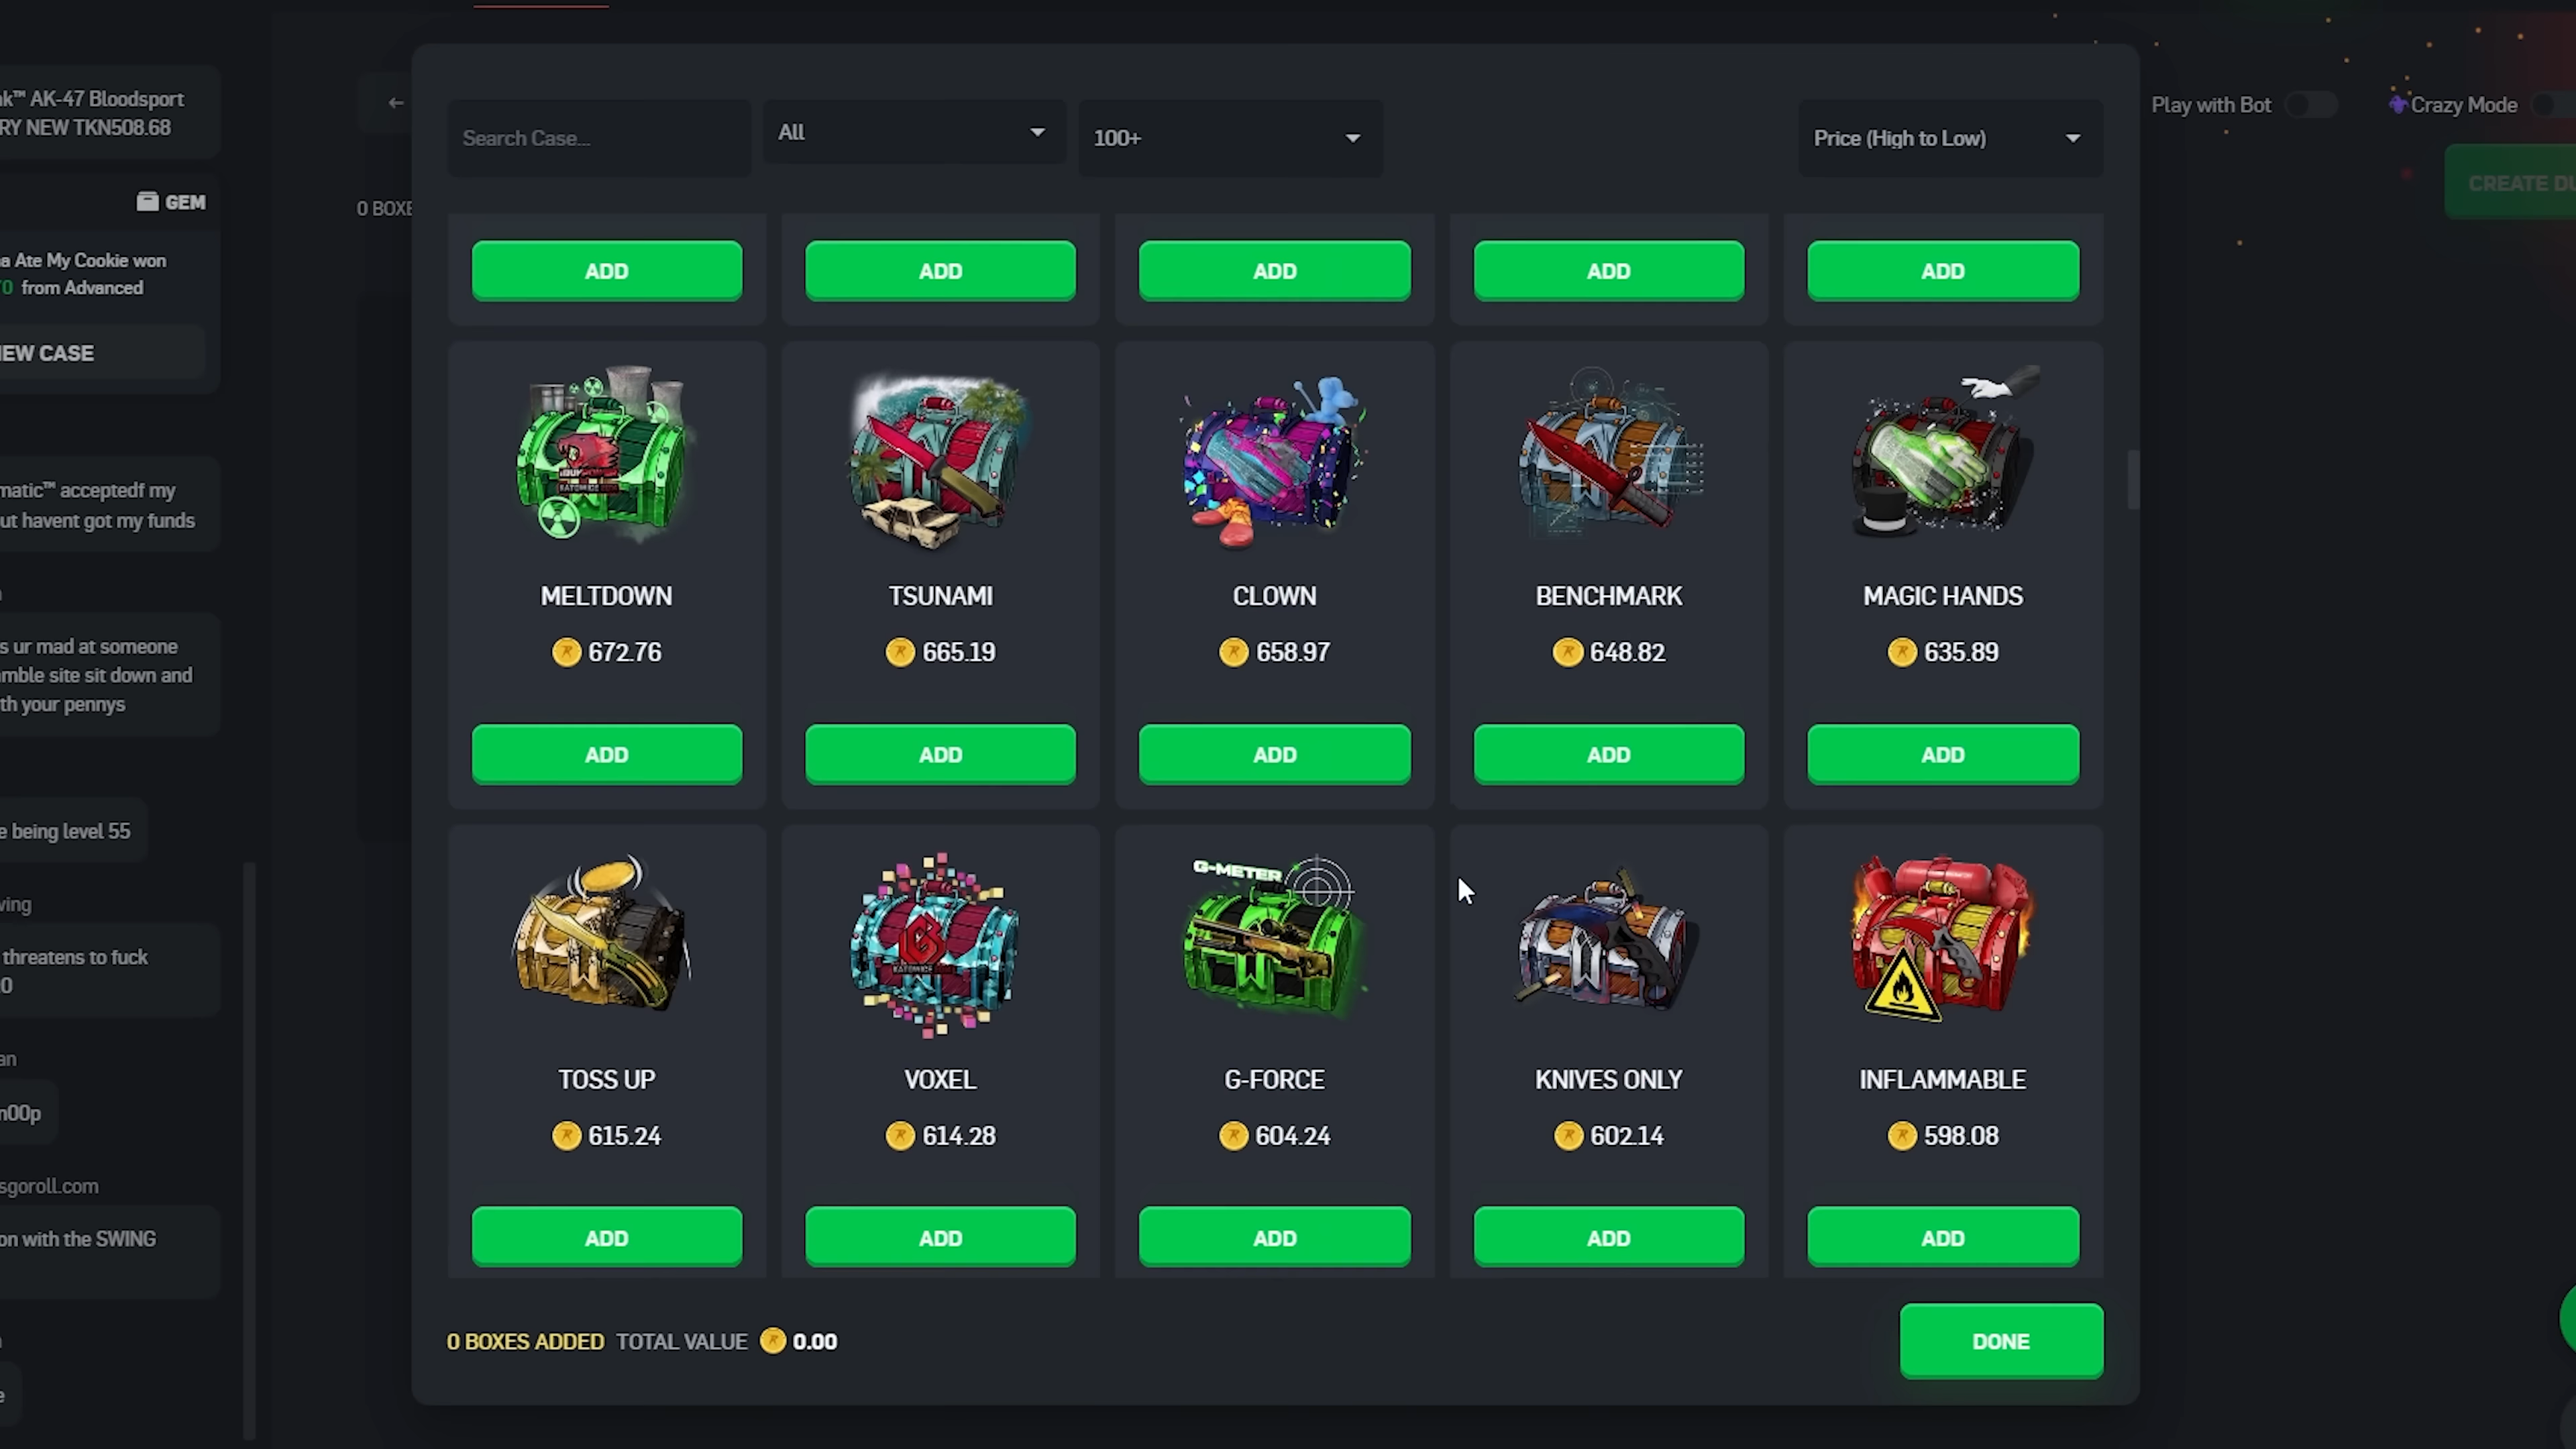 k™ AK-47 Bloodsport
RY NEW TKN508.68
GEM
a Ate My Cookie won
0 from Advanced
IEW CASE
matic™ acceptedf my
ut havent got my funds
s ur mad at someone
mble site sit down and
th your pennys
e being level 55
ving
threatens to fuck
0
an
n00p
sgoroll.com
on with the SWING
e
0 BOXE
Search Case...
All
100+
Price (High to Low)
Play with Bot
Crazy Mode
CREATE DU
ADD ADD ADD ADD ADD
G-METER
KATOWICE
MELTDOWN TSUNAMI CLOWN BENCHMARK MAGIC HANDS
672.76 665.19 658.97 648.82 635.89
ADD ADD ADD ADD ADD
TOSS UP VOXEL G-FORCE KNIVES ONLY INFLAMMABLE
615.24 614.28 604.24 602.14 598.08
ADD ADD ADD ADD ADD
0 BOXES ADDED TOTAL VALUE 0.00
DONE